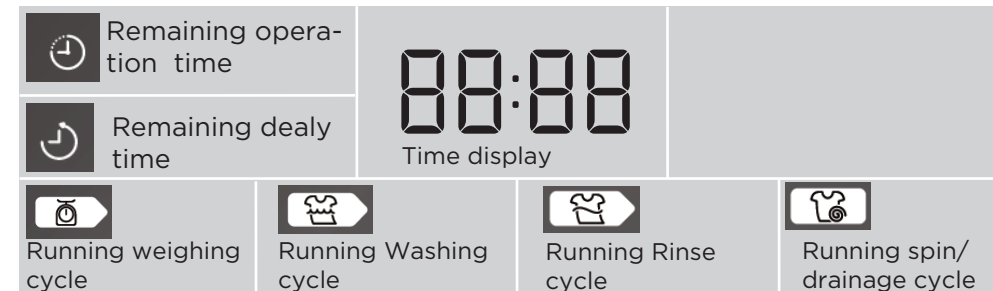 Remaining opera-
tion time
88:88
Remaining dealy
time
Time display
Running weighing
cycle
Running Washing
cycle
Running Rinse
cycle
Running spin/
drainage cycle